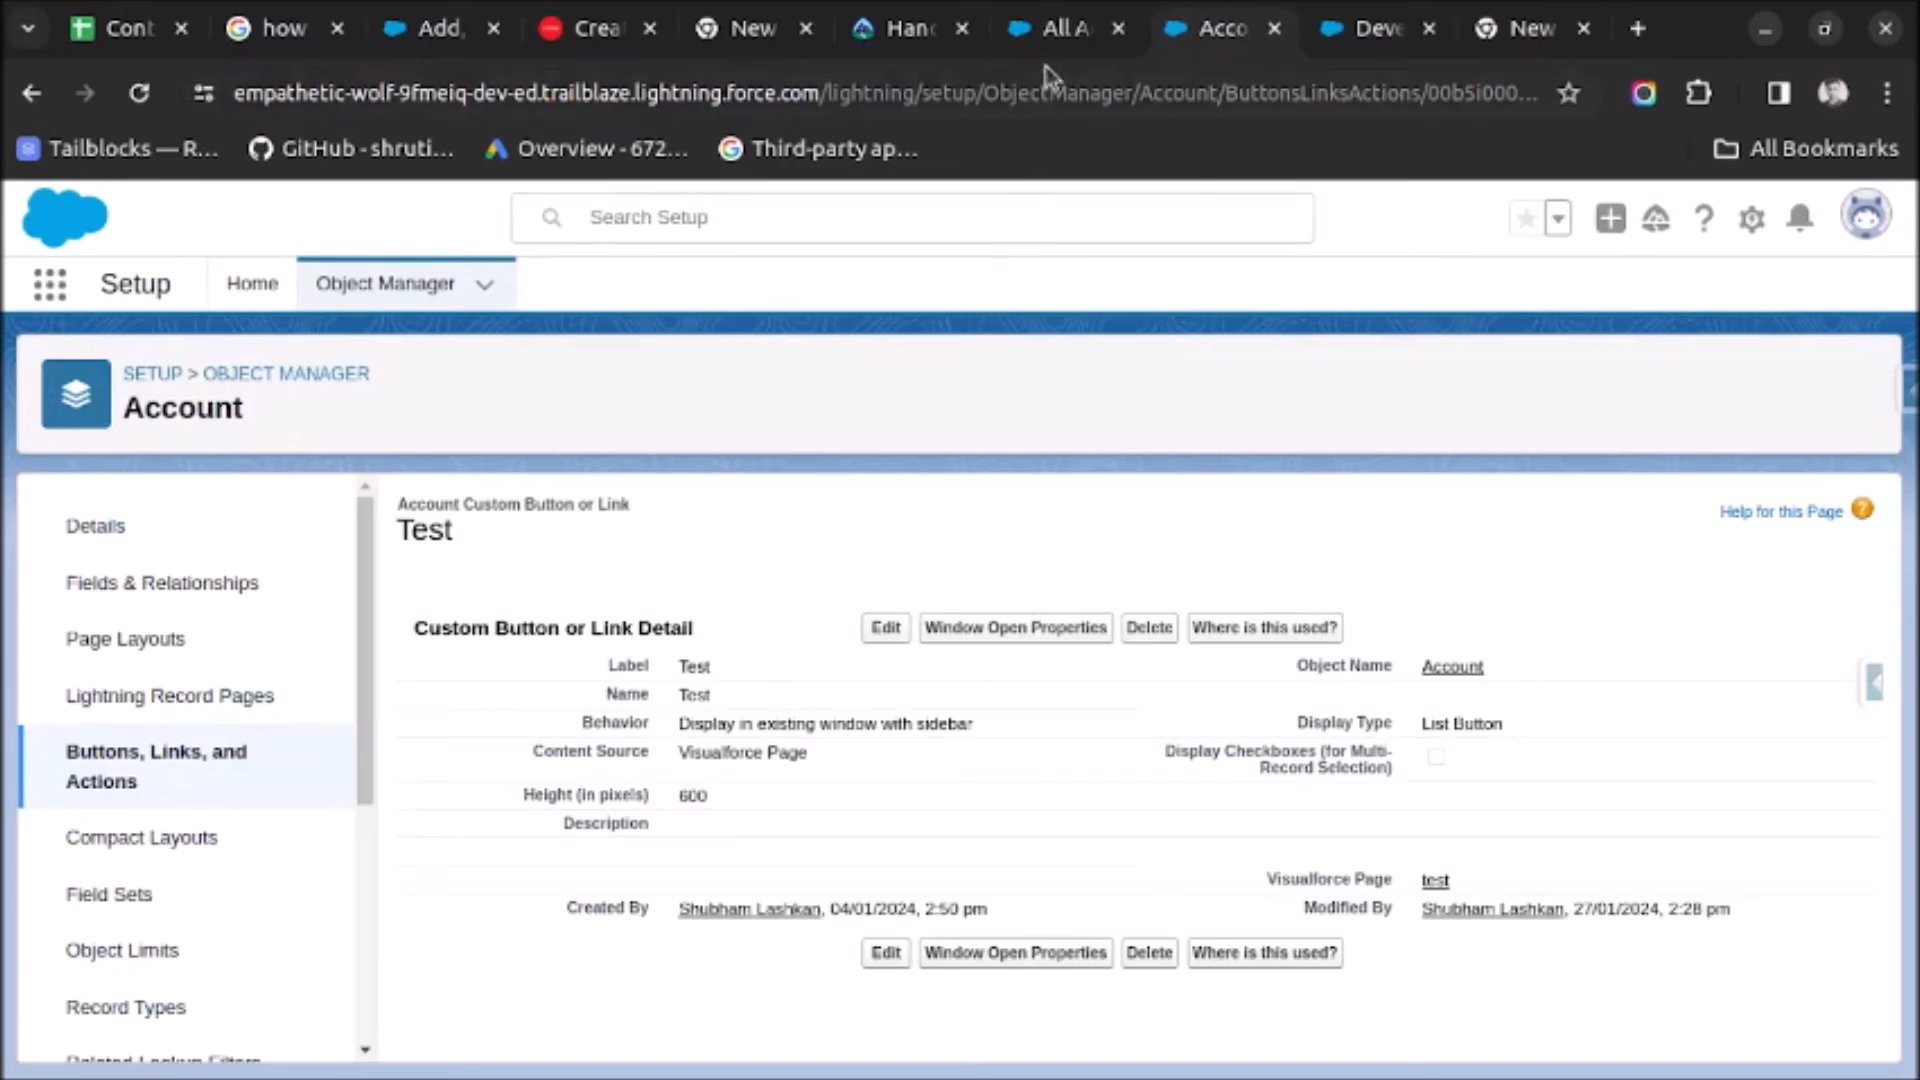 Cont
how
Add,
Crea
New
Hanc
All A
Acco
Deve
New
empathetic-wolf-9fmeiq-dev-ed.trailblaze.lightning.force.com/lightning/setup/ObjectManager/Account/ButtonsLinksActions/00b5i000...
Tailblocks — R...
GitHub - shruti...
Overview - 672...
Third-party ap...
All Bookmarks
Search Setup
Setup
Home
Object Manager
SETUP > OBJECT MANAGER
Account
Details
Fields & Relationships
Page Layouts
Lightning Record Pages
Buttons, Links, and
Actions
Compact Layouts
Field Sets
Object Limits
Record Types
Related Lookup Filters
Account Custom Button or Link
Test
Help for this Page
Custom Button or Link Detail
Edit
Window Open Properties
Delete
Where is this used?
Label Test
Object Name Account
Name Test
Behavior Display in existing window with sidebar
Display Type List Button
Content Source Visualforce Page
Display Checkboxes (for Multi-
Record Selection)
Height (in pixels) 600
Description
Visualforce Page test
Created By Shubham Lashkan, 04/01/2024, 2:50 pm
Modified By Shubham Lashkan, 27/01/2024, 2:28 pm
Edit
Window Open Properties
Delete
Where is this used?